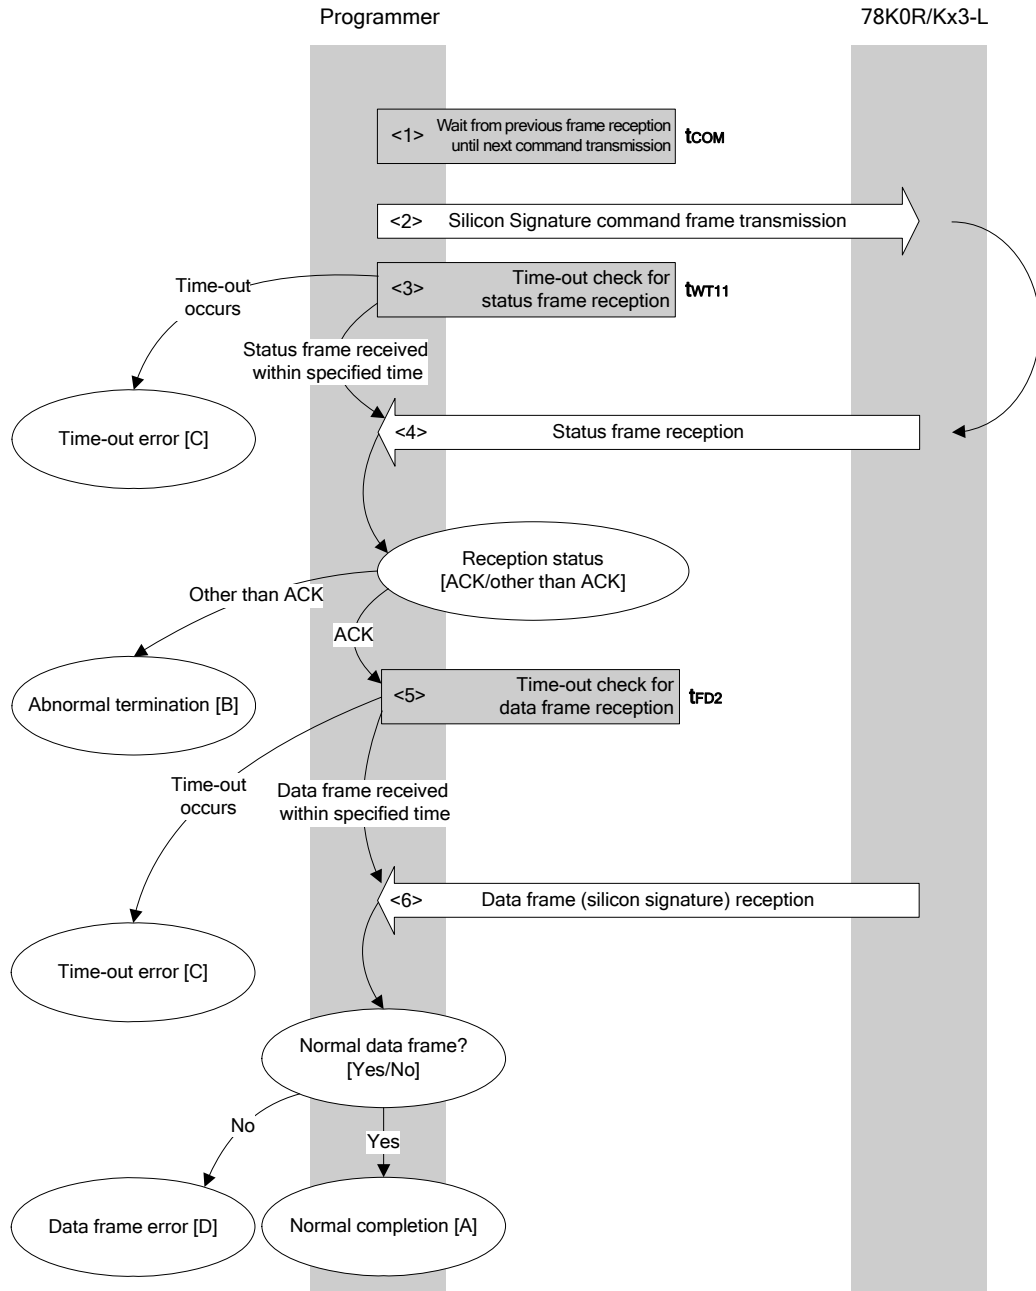 Programmer
78K0R/Kx3-L
<1> Wait from previous frame reception
until next command transmission
tCOM
<2> Silicon Signature command frame transmission
<3> Time-out check for
status frame reception
tWT11
Time-out
occurs
Status frame received
within specified time
Time-out error [C]
<4> Status frame reception
Reception status
[ACK/other than ACK]
Other than ACK
ACK
Abnormal termination [B]
<5> Time-out check for
data frame reception
tFD2
Time-out
occurs
Data frame received
within specified time
<6> Data frame (silicon signature) reception
Time-out error [C]
Normal data frame?
[Yes/No]
No
Yes
Data frame error [D]
Normal completion [A]